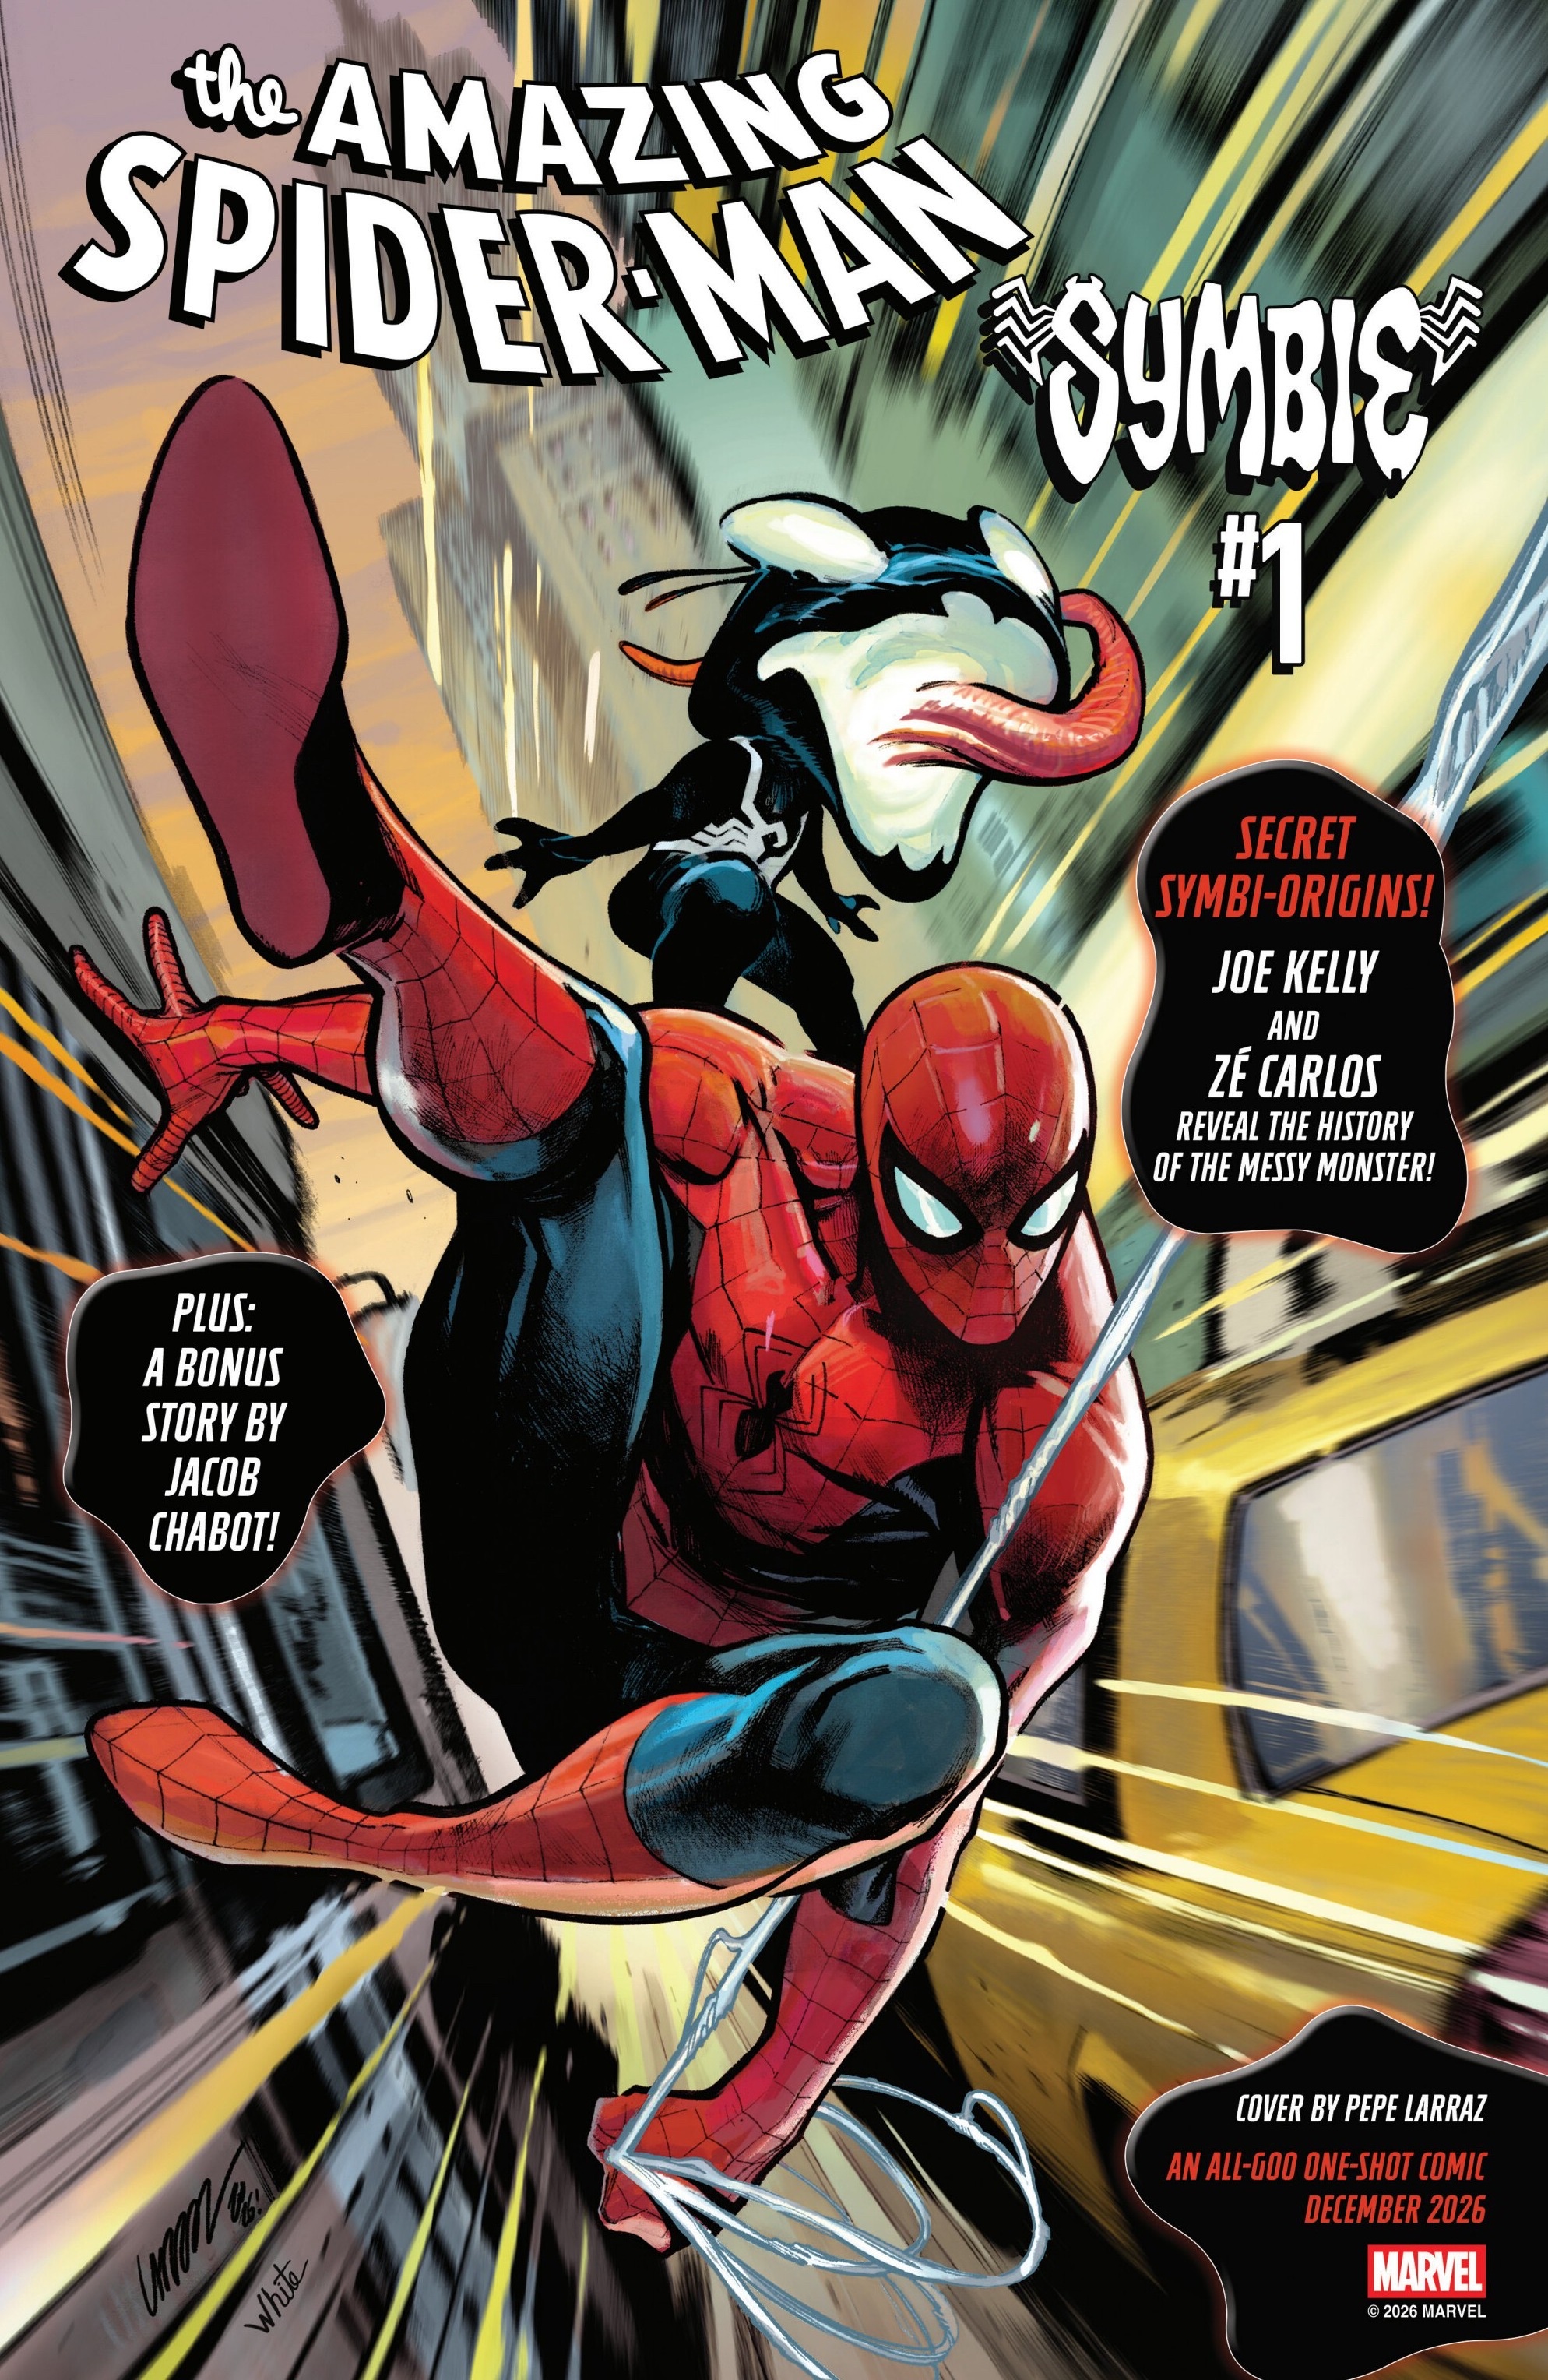 the AMAZING
SPIDER-MAN
SYMBIE
#1
SECRET
SYMBI-ORIGINS!
JOE KELLY
AND
ZÉ CARLOS
REVEAL THE HISTORY
OF THE MESSY MONSTER!
PLUS:
A BONUS
STORY BY
JACOB
CHABOT!
COVER BY PEPE LARRAZ
AN ALL-GOO ONE-SHOT COMIC
DECEMBER 2026
MARVEL
© 2026 MARVEL
White